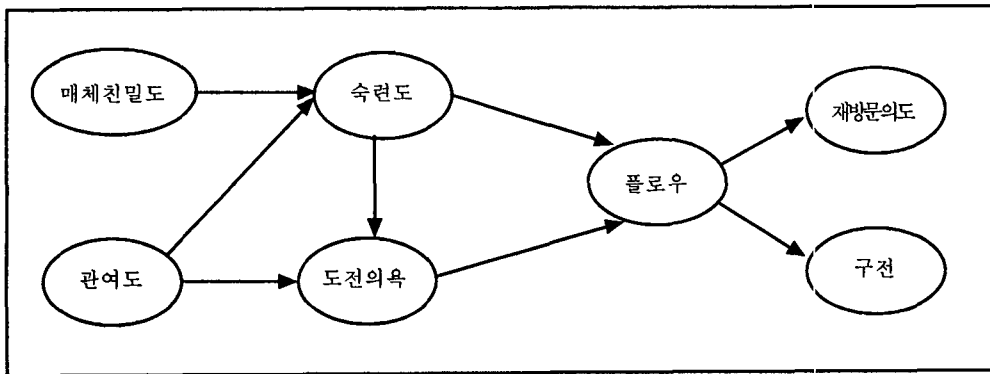 매체친밀도
숙련도
재방문의도
플로우
관여도
도전의욕
구전